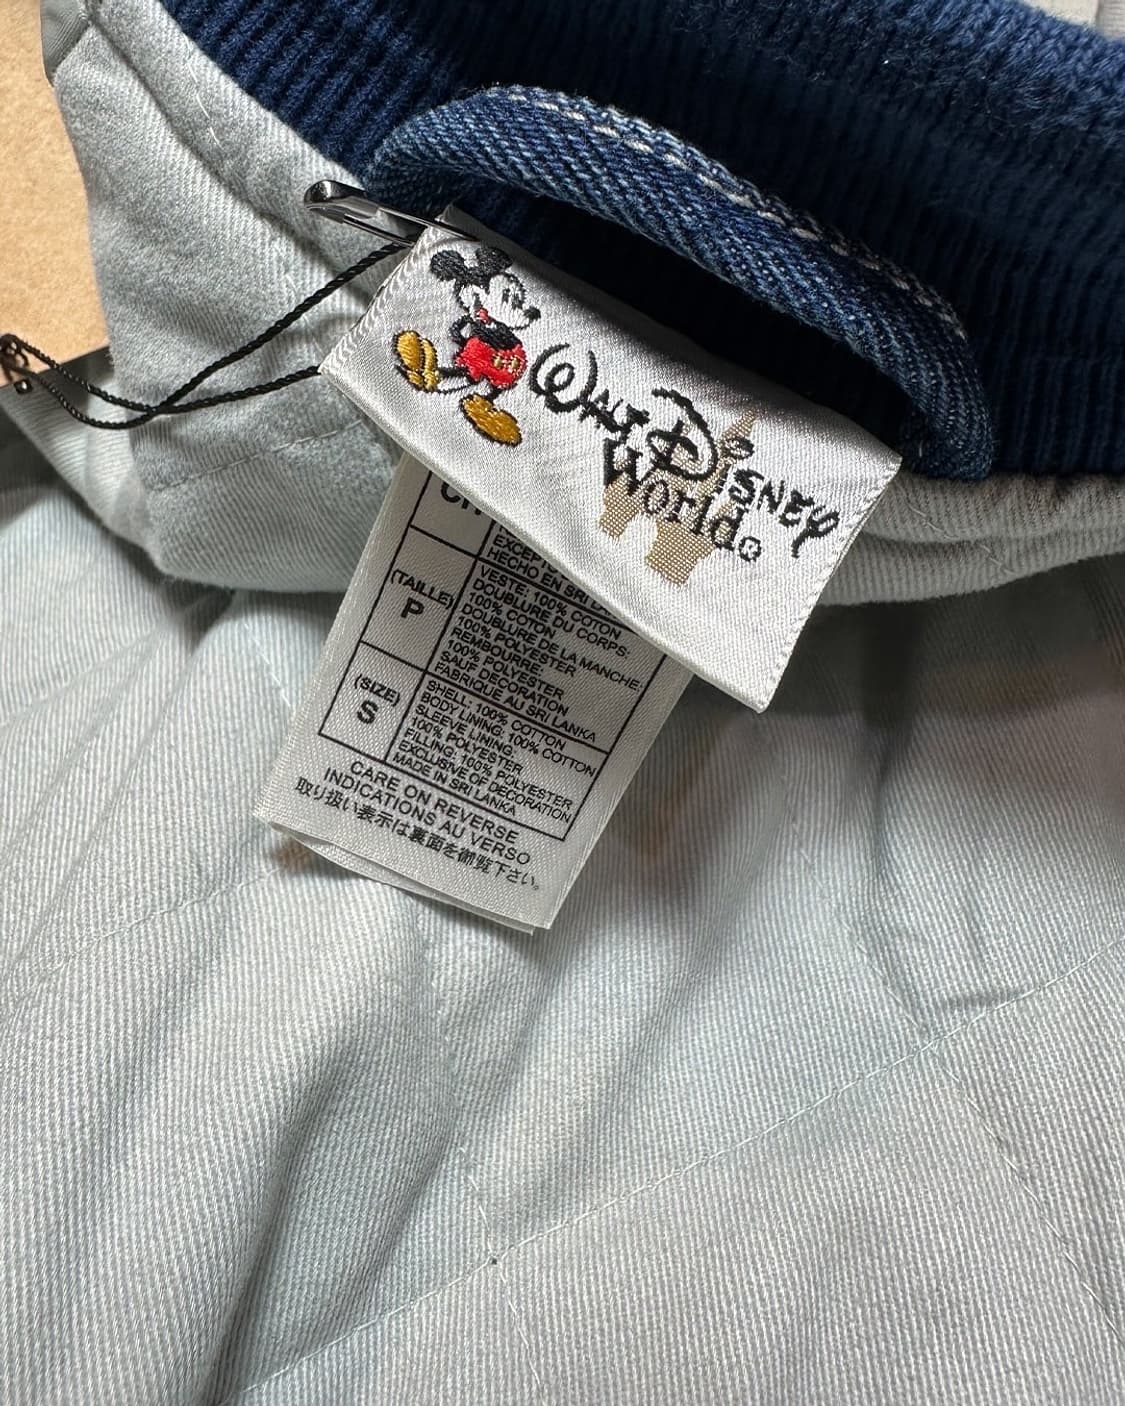 Walt Disney
World®
HECHO EN SRI
(TAILLE)
P
VESTE: 100% COTON
DOUBLURE DU CORPS:
100% COTON
DOUBLURE DE LA MANCHE:
100% POLYESTER
REMBOURRE:
100% POLYESTER
SAUF DÉCORATION
FABRIQUE AU SRI LANKA
(SIZE)
S
SHELL: 100% COTTON
BODY LINING: 100% COTTON
SLEEVE LINING:
100% POLYESTER
FILLING: 100% POLYESTER
EXCLUSIVE OF DECORATION
MADE IN SRI LANKA
CARE ON REVERSE
INDICATIONS AU VERSO
取り扱い表示は裏面を御覧下さい。